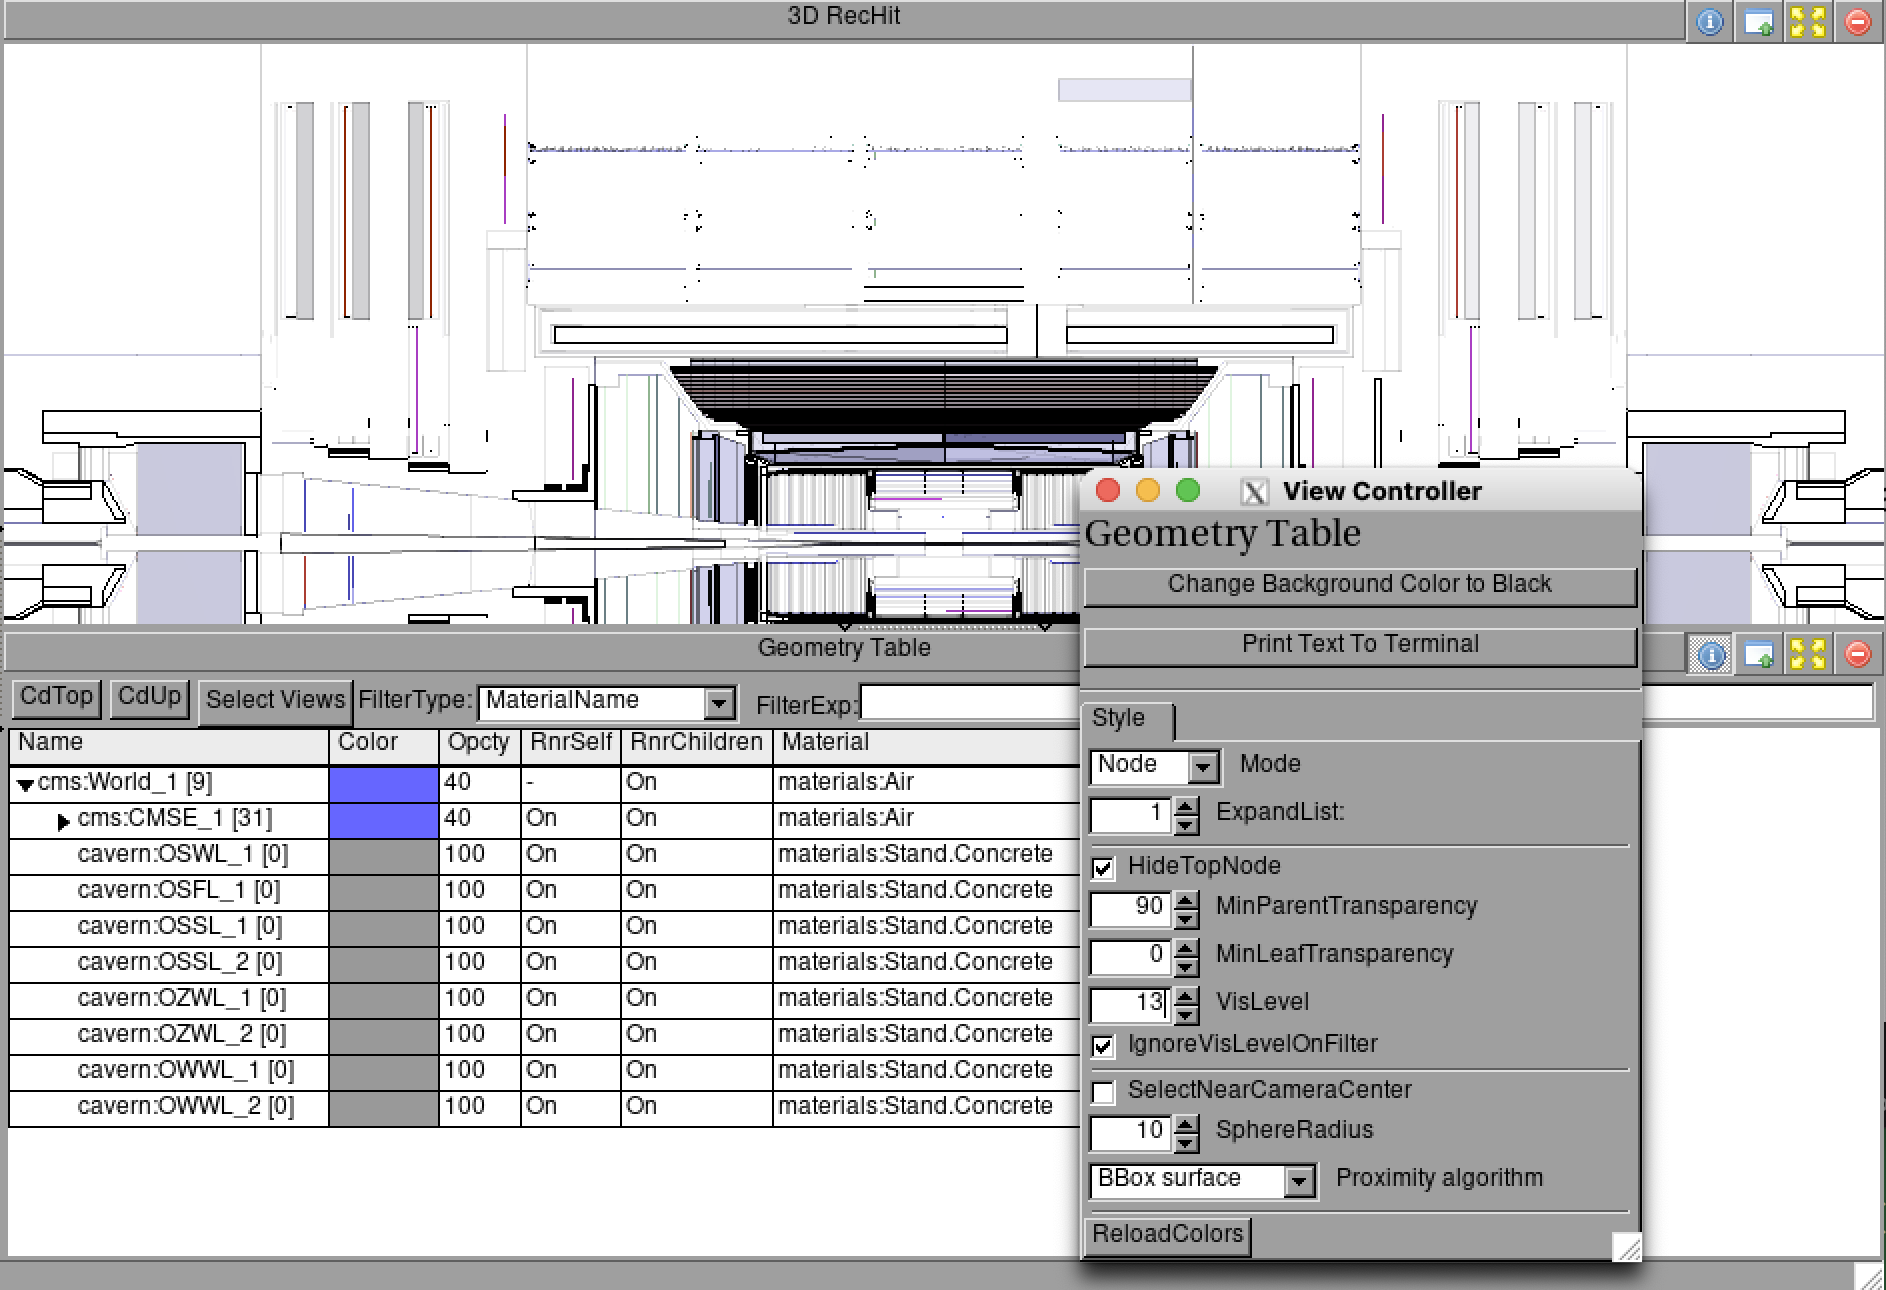 3D RecHit
View Controller
Geometry Table
Change Background Color to Black
Print Text To Terminal
Geometry Table
CdTop CdUp Select Views FilterType: MaterialName FilterExp:
Style
Name Color Opcty RnrSelf RnrChildren Material
cms:World_1 [9] 40 - On materials:Air
cms:CMSE_1 [31] 40 On On materials:Air
cavern:OSWL_1 [0] 100 On On materials:Stand.Concrete
cavern:OSFL_1 [0] 100 On On materials:Stand.Concrete
cavern:OSSL_1 [0] 100 On On materials:Stand.Concrete
cavern:OSSL_2 [0] 100 On On materials:Stand.Concrete
cavern:OZWL_1 [0] 100 On On materials:Stand.Concrete
cavern:OZWL_2 [0] 100 On On materials:Stand.Concrete
cavern:OWWL_1 [0] 100 On On materials:Stand.Concrete
cavern:OWWL_2 [0] 100 On On materials:Stand.Concrete
Node Mode
1 ExpandList:
HideTopNode
90 MinParentTransparency
0 MinLeafTransparency
13 VisLevel
IgnoreVisLevelOnFilter
SelectNearCameraCenter
10 SphereRadius
BBox surface Proximity algorithm
ReloadColors